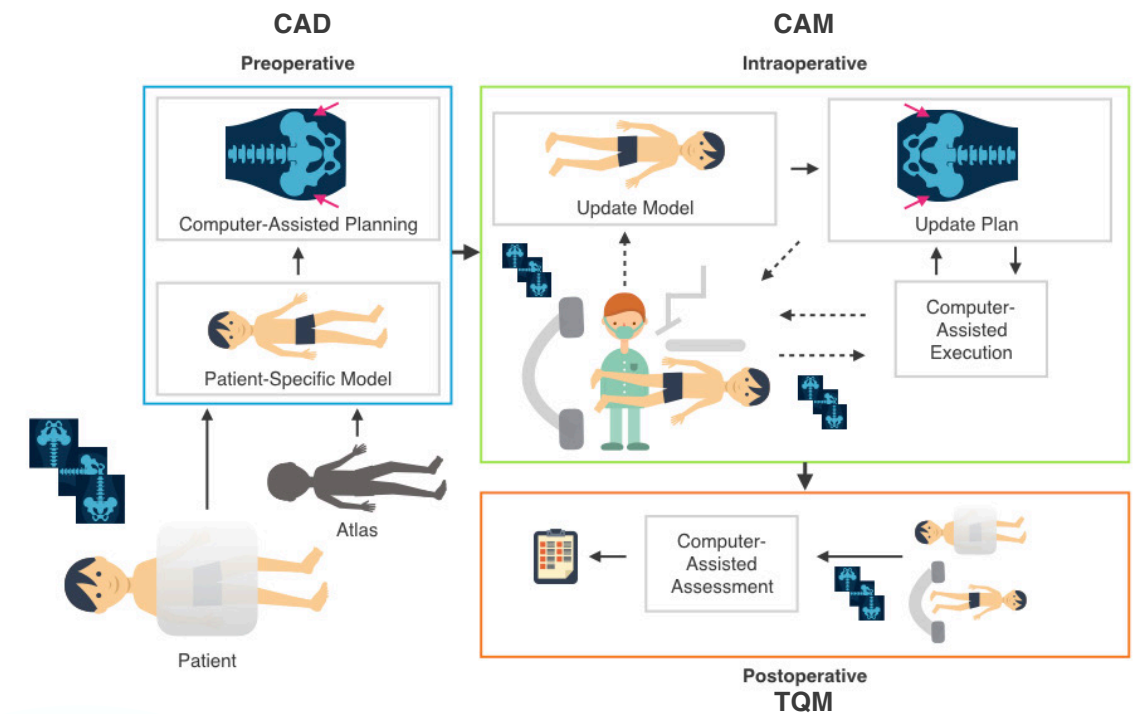 CAD
Preoperative
Computer-Assisted Planning
Patient-Specific Model
Atlas
Patient
CAM
Intraoperative
Update Model
Update Plan
Computer-
Assisted
Execution
Computer-
Assisted
Assessment
Postoperative
TQM